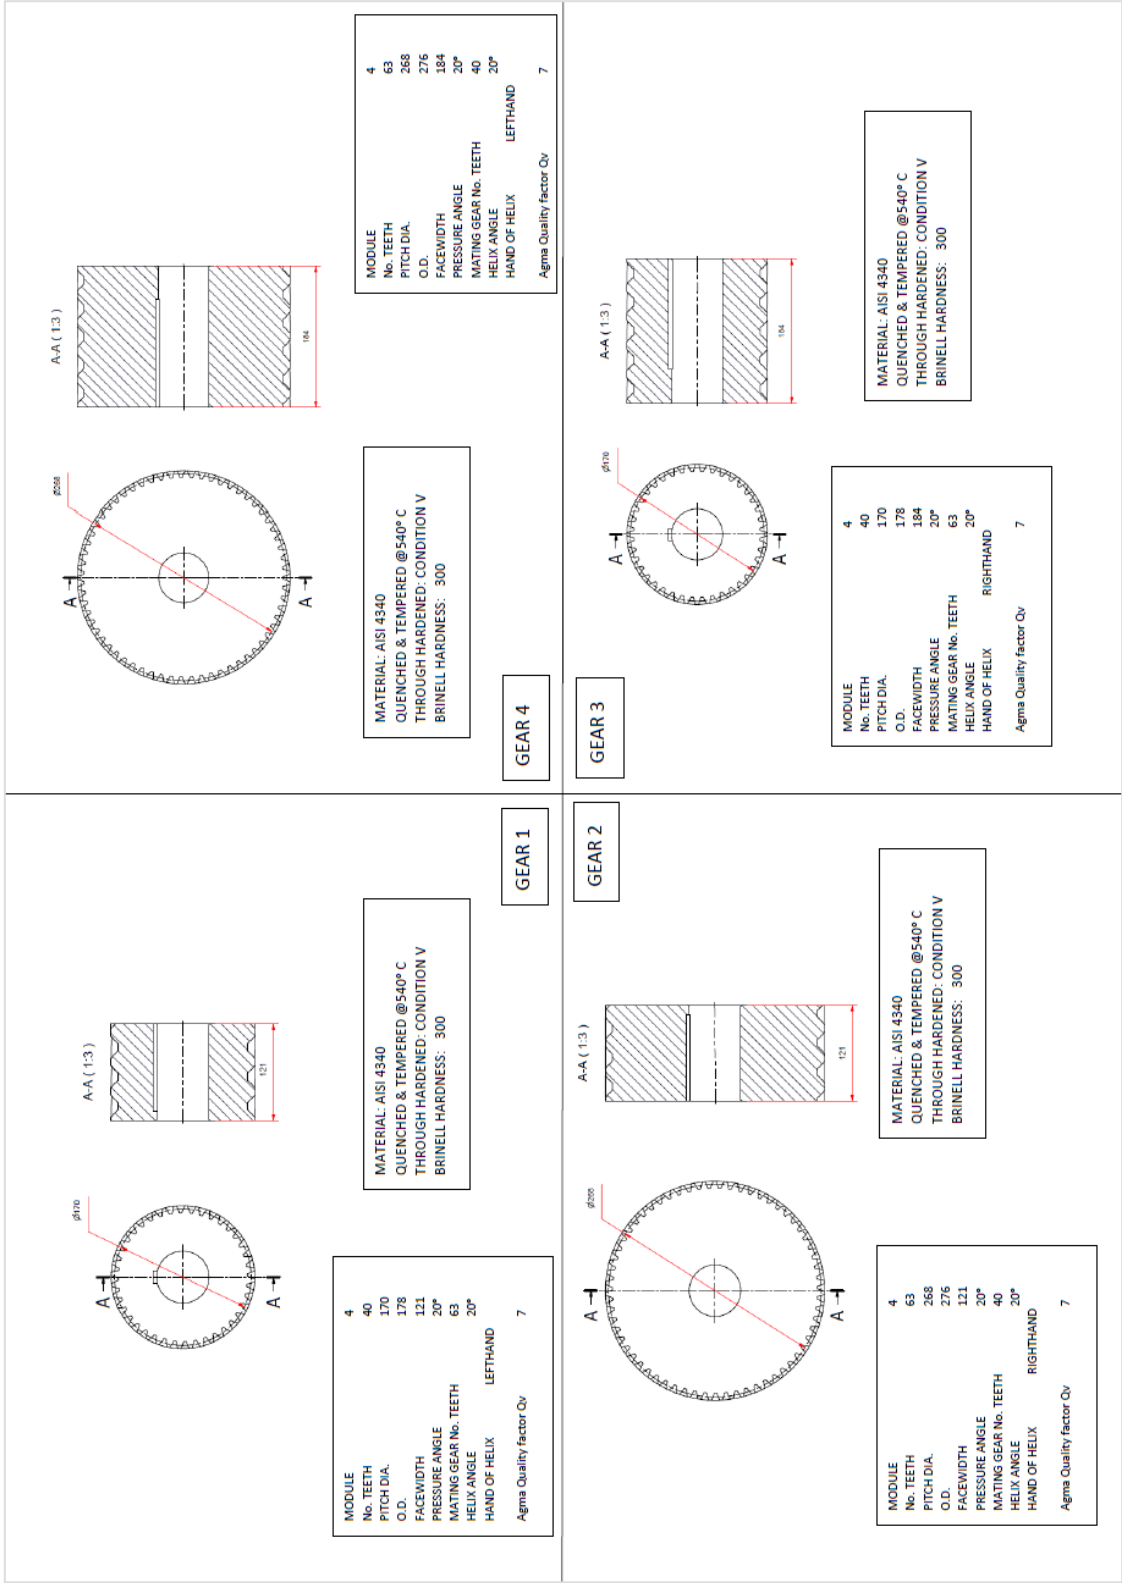 GEAR 1
A-A ( 1:3 )
121
Ø170
A
A
MATERIAL: AISI 4340
QUENCHED & TEMPERED @540° C
THROUGH HARDENED: CONDITION V
BRINELL HARDNESS: 300
MODULE 4
No. TEETH 40
PITCH DIA. 170
O.D. 178
FACEWIDTH 121
PRESSURE ANGLE 20°
MATING GEAR No. TEETH 63
HELIX ANGLE 20°
HAND OF HELIX LEFTHAND
Agma Quality factor Qv 7
GEAR 4
A-A ( 1:3 )
184
Ø268
A
A
MATERIAL: AISI 4340
QUENCHED & TEMPERED @540° C
THROUGH HARDENED: CONDITION V
BRINELL HARDNESS: 300
MODULE 4
No. TEETH 63
PITCH DIA. 268
O.D. 276
FACEWIDTH 184
PRESSURE ANGLE 20°
MATING GEAR No. TEETH 40
HELIX ANGLE 20°
HAND OF HELIX LEFTHAND
Agma Quality factor Qv 7
GEAR 2
A-A ( 1:3 )
121
Ø268
A
A
MATERIAL: AISI 4340
QUENCHED & TEMPERED @540° C
THROUGH HARDENED: CONDITION V
BRINELL HARDNESS: 300
MODULE 4
No. TEETH 63
PITCH DIA. 268
O.D. 276
FACEWIDTH 121
PRESSURE ANGLE 20°
MATING GEAR No. TEETH 40
HELIX ANGLE 20°
HAND OF HELIX RIGHTHAND
Agma Quality factor Qv 7
GEAR 3
A-A ( 1:3 )
184
Ø170
A
A
MATERIAL: AISI 4340
QUENCHED & TEMPERED @540° C
THROUGH HARDENED: CONDITION V
BRINELL HARDNESS: 300
MODULE 4
No. TEETH 40
PITCH DIA. 170
O.D. 178
FACEWIDTH 184
PRESSURE ANGLE 20°
MATING GEAR No. TEETH 63
HELIX ANGLE 20°
HAND OF HELIX RIGHTHAND
Agma Quality factor Qv 7